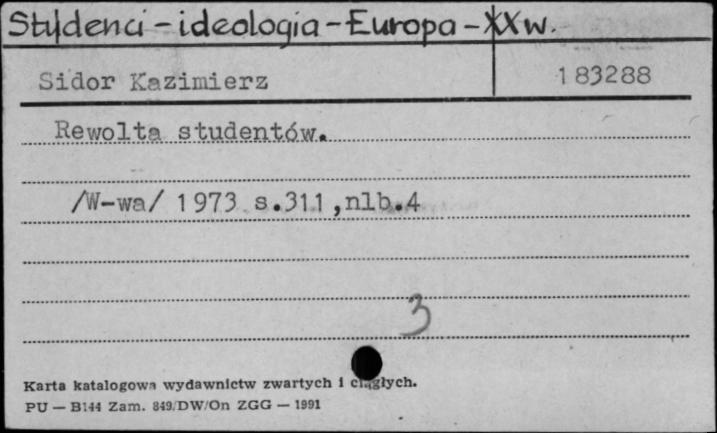 Studenci - ideologia - Europa - XXw.
Sidor Kazimierz 183288
Rewolta studentów.
/W-wa/ 1973 s.311,nlb.4
3
Karta katalogowa wydawnictw zwartych i ciągłych.
PU — B144 Zam. 849/DW/On ZGG — 1991